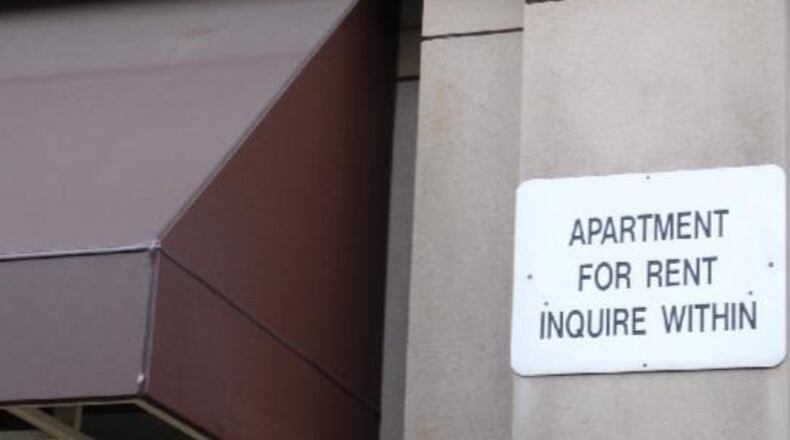 APARTMENT
FOR RENT
INQUIRE WITHIN